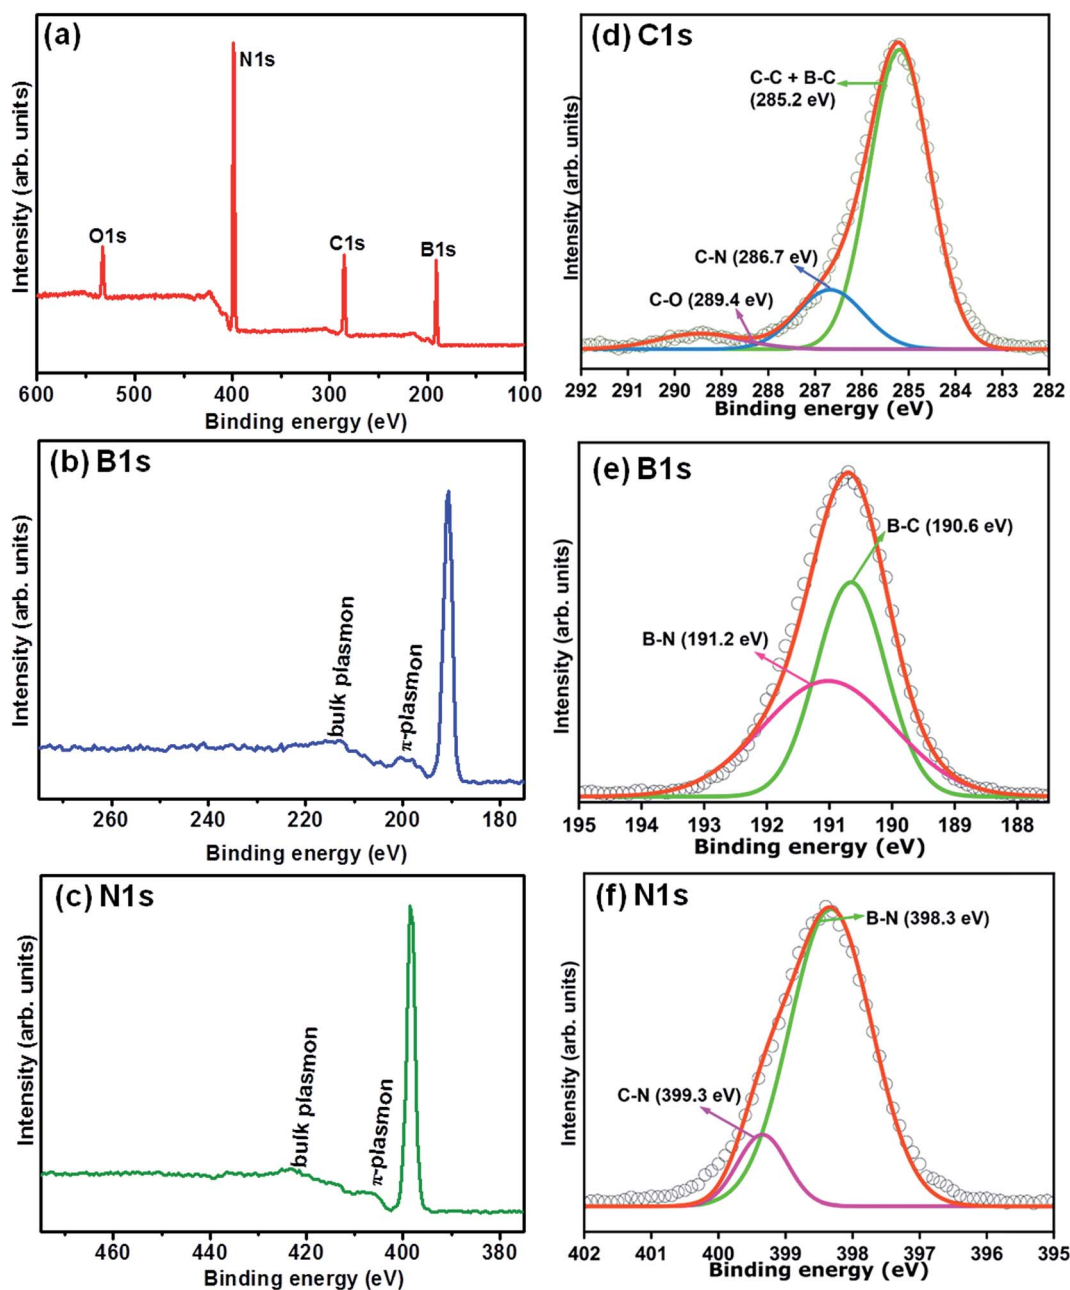 (a)
N1s
O1s
C1s
B1s
Intensity (arb. units)
600 500 400 300 200 100
Binding energy (eV)
(d) C1s
C-C + B-C
(285.2 eV)
C-N (286.7 eV)
C-O (289.4 eV)
Intensity (arb. units)
292 291 290 289 288 287 286 285 284 283 282
Binding energy (eV)
(b) B1s
bulk plasmon
π-plasmon
Intensity (arb. units)
260 240 220 200 180
Binding energy (eV)
(e) B1s
B-C (190.6 eV)
B-N (191.2 eV)
Intensity (arb. units)
195 194 193 192 191 190 189 188
Binding energy (eV)
(c) N1s
bulk plasmon
π-plasmon
Intensity (arb. units)
460 440 420 400 380
Binding energy (eV)
(f) N1s
B-N (398.3 eV)
C-N (399.3 eV)
Intensity (arb. units)
402 401 400 399 398 397 396 395
Binding energy (eV)